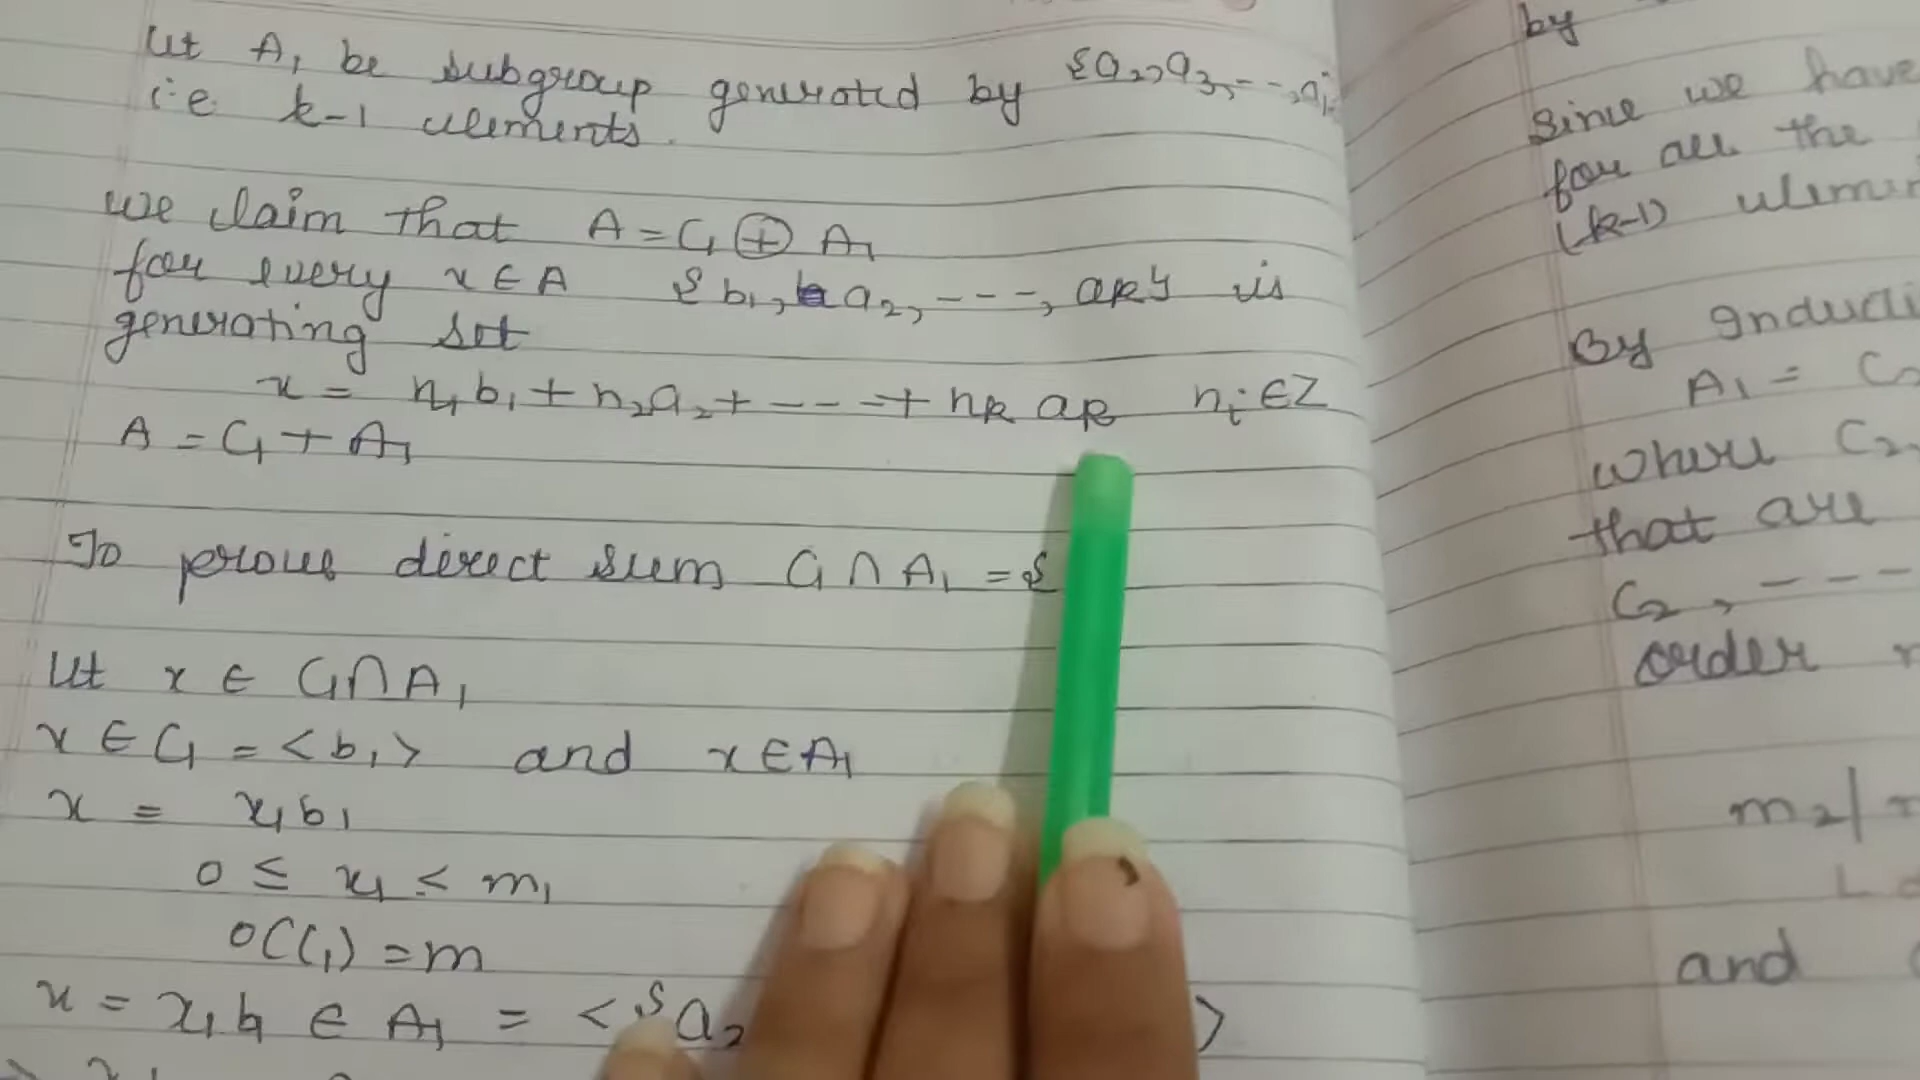 Let A₁ be subgroup generated by {a₂, a₃, - -,
i.e k-1 elements.
we claim that A = C₁ ⊕ A₁
for every x ∈ A {b₁, a₂, - - -, aₖ} is
generating set
x = n₁b₁ + n₂a₂ + - - - + nₖ aₖ nᵢ ∈ Z
A = C₁ + A₁
To prove direct sum C₁ ∩ A₁ = {
Let x ∈ C₁ ∩ A₁
x ∈ C₁ = <b₁> and x ∈ A₁
x = x₁b₁
0 ≤ x₁ < m₁
O(C₁) = m
x = x₁b₁ ∈ A₁ = <{a₂ >
by
Since we have
for all the
(k-1)
By
A₁ = C₂
where C₂,
that are
C₂, - - -
order
m₂|
and